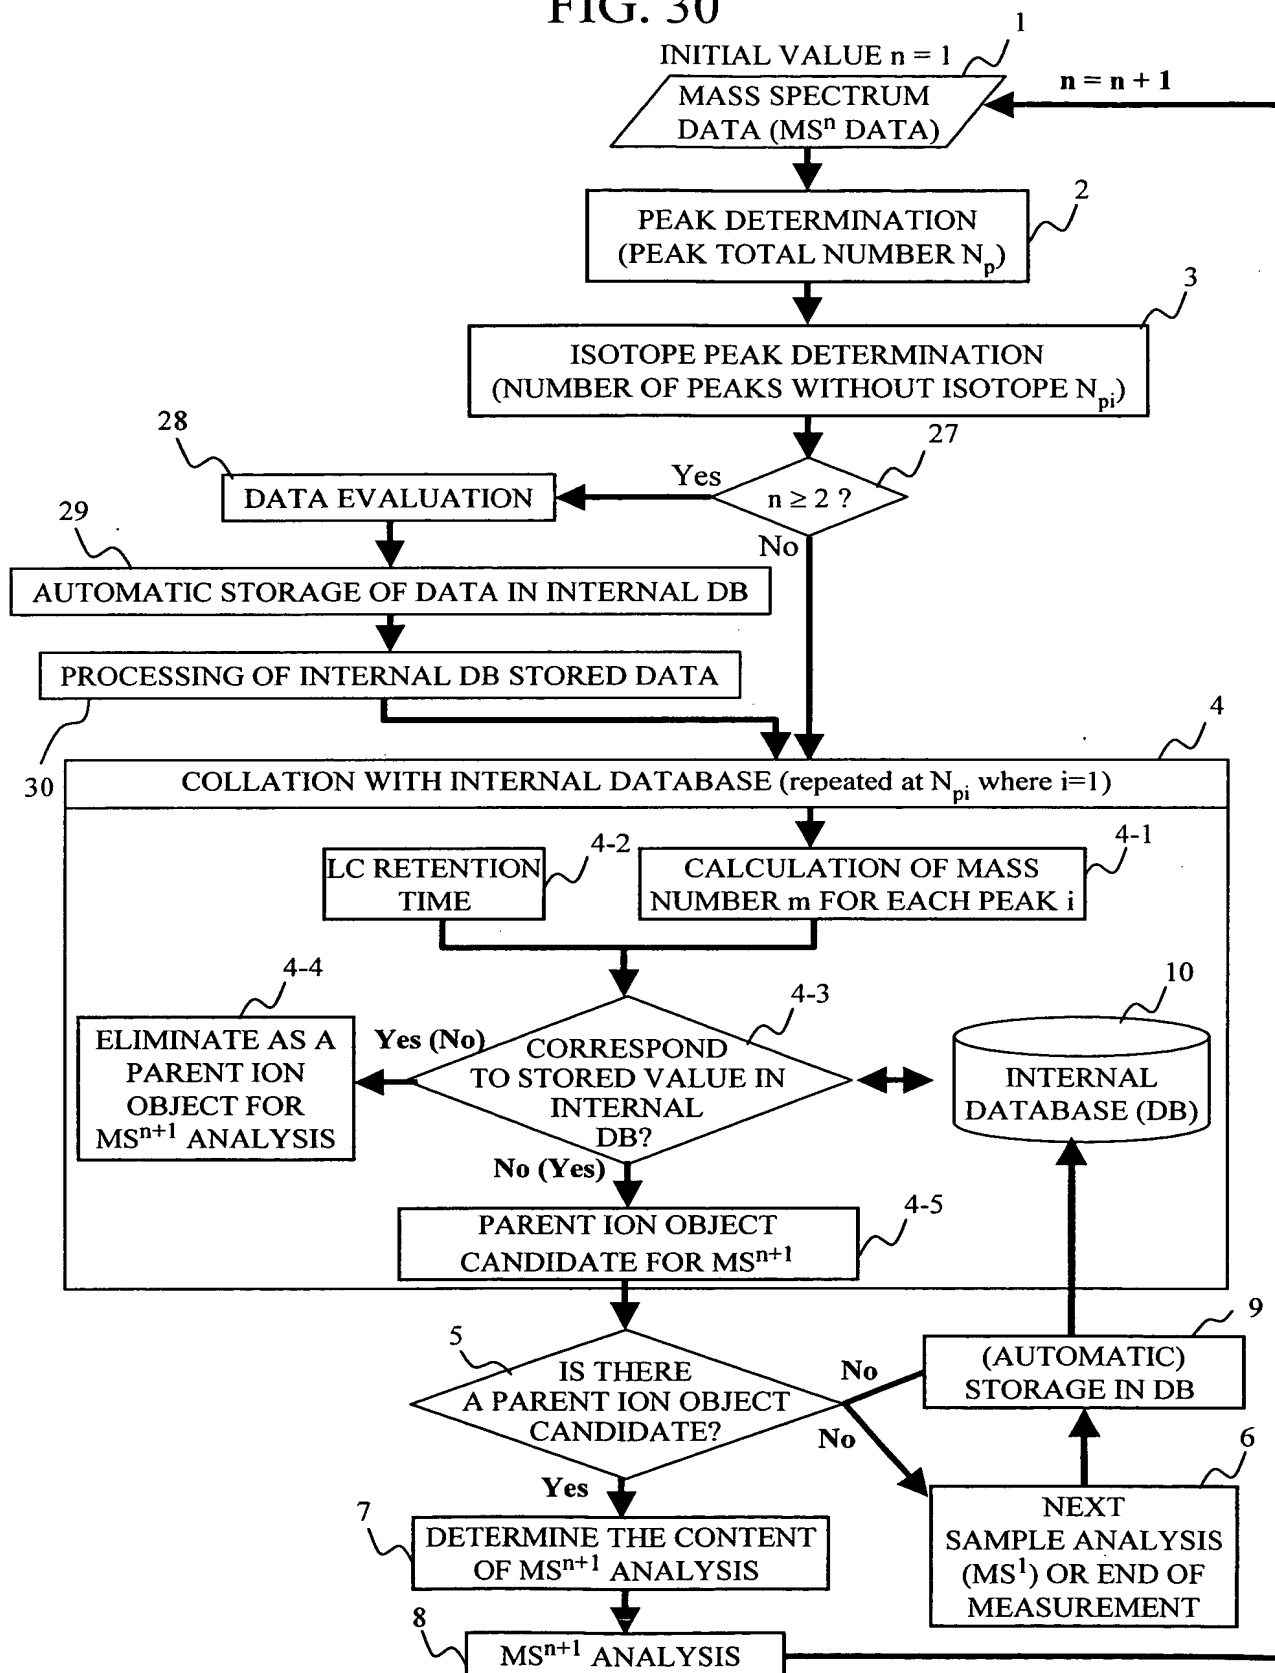 FIG. 30
1
INITIAL VALUE n = 1
n = n + 1
MASS SPECTRUM
DATA (MSⁿ DATA)
2
PEAK DETERMINATION
(PEAK TOTAL NUMBER Nₚ)
3
ISOTOPE PEAK DETERMINATION
(NUMBER OF PEAKS WITHOUT ISOTOPE Nₚᵢ)
27
28
Yes
n ≥ 2 ?
DATA EVALUATION
No
29
AUTOMATIC STORAGE OF DATA IN INTERNAL DB
PROCESSING OF INTERNAL DB STORED DATA
30
4
COLLATION WITH INTERNAL DATABASE (repeated at Nₚᵢ where i=1)
4-2
LC RETENTION
TIME
4-1
CALCULATION OF MASS
NUMBER m FOR EACH PEAK i
4-4
ELIMINATE AS A
PARENT ION
OBJECT FOR
MSⁿ⁺¹ ANALYSIS
Yes (No)
4-3
CORRESPOND
TO STORED VALUE IN
INTERNAL
DB?
10
INTERNAL
DATABASE (DB)
No (Yes)
4-5
PARENT ION OBJECT
CANDIDATE FOR MSⁿ⁺¹
5
IS THERE
A PARENT ION OBJECT
CANDIDATE?
No
9
(AUTOMATIC)
STORAGE IN DB
No
6
NEXT
SAMPLE ANALYSIS
(MS¹) OR END OF
MEASUREMENT
Yes
7
DETERMINE THE CONTENT
OF MSⁿ⁺¹ ANALYSIS
8
MSⁿ⁺¹ ANALYSIS